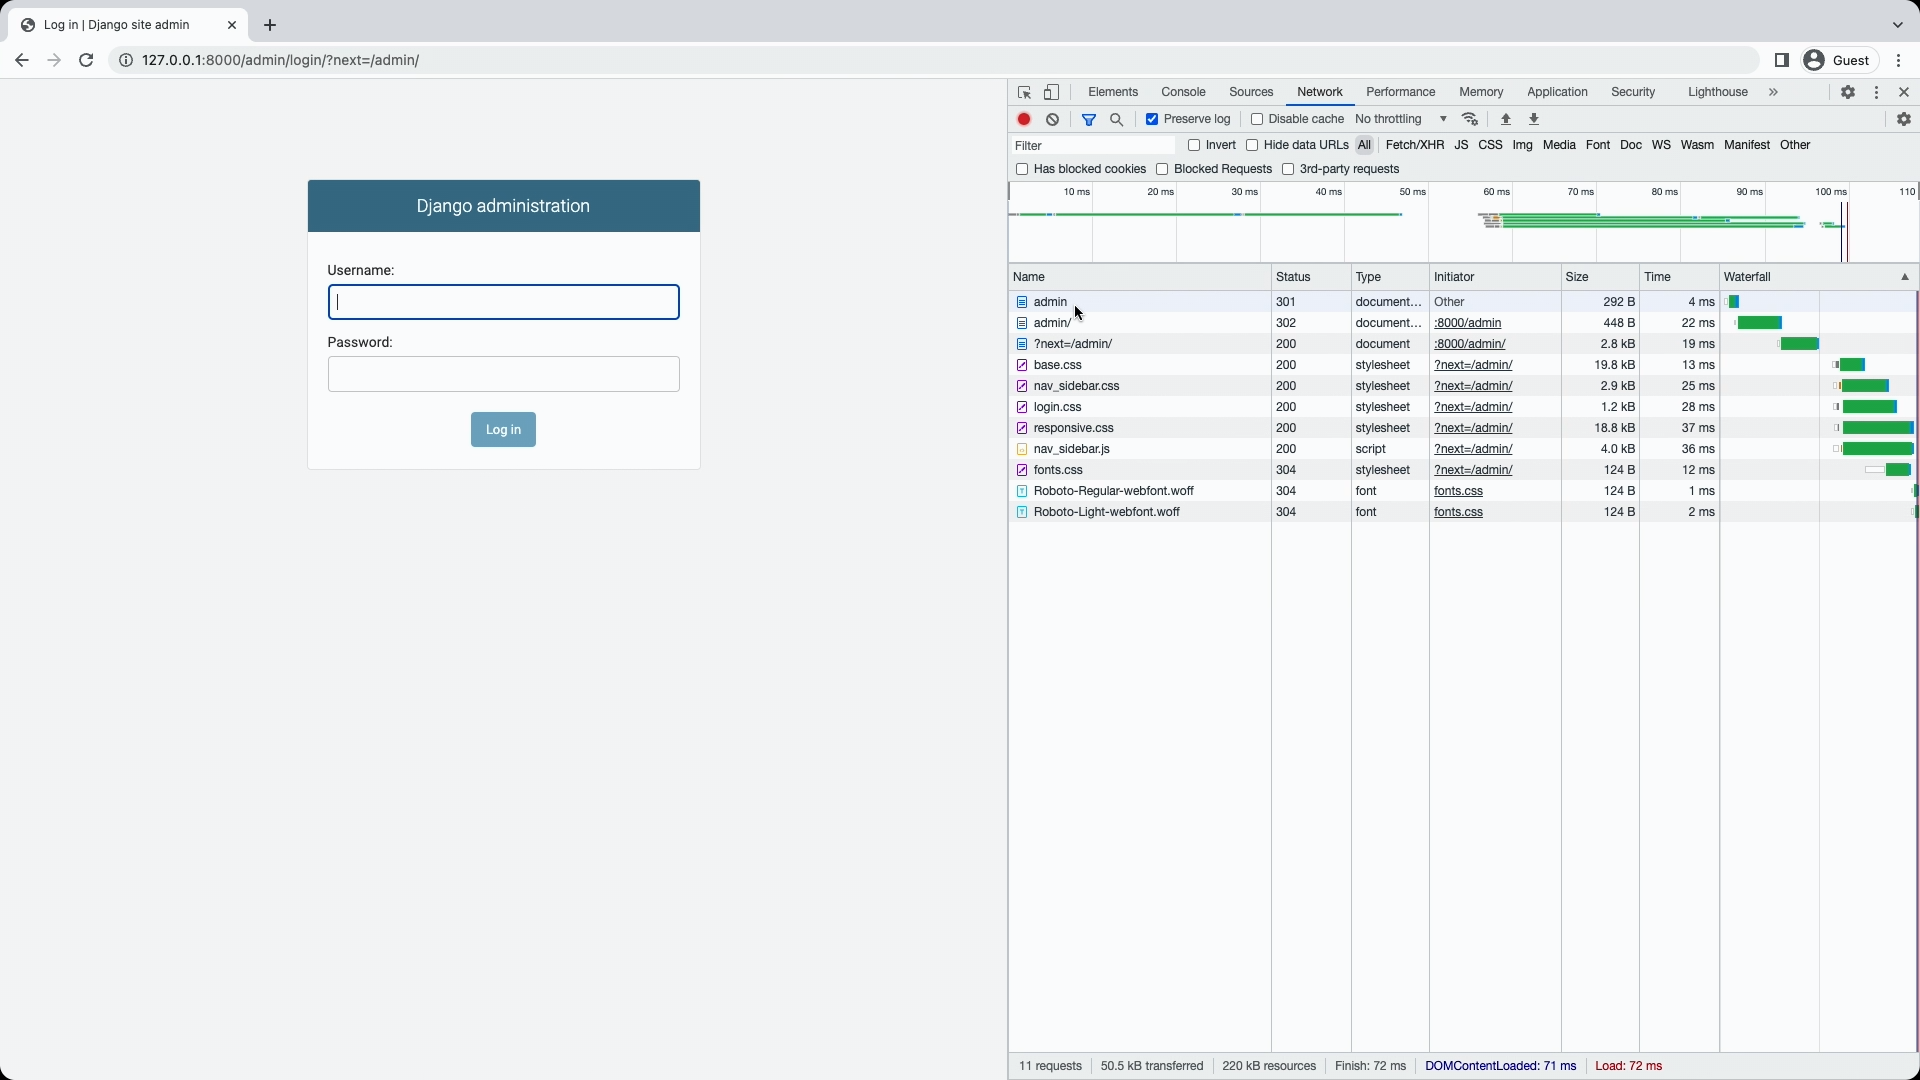 Log in | Django site admin
127.0.0.1:8000/admin/login/?next=/admin/
Guest
Django administration
Username:
Password:
Log in
Elements Console Sources Network Performance Memory Application Security Lighthouse
Preserve log Disable cache No throttling
Filter Invert Hide data URLs All Fetch/XHR JS CSS Img Media Font Doc WS Wasm Manifest Other
Has blocked cookies Blocked Requests 3rd-party requests
10 ms 20 ms 30 ms 40 ms 50 ms 60 ms 70 ms 80 ms 90 ms 100 ms 110
Name Status Type Initiator Size Time Waterfall
admin 301 document... Other 292 B 4 ms
admin/ 302 document... :8000/admin 448 B 22 ms
?next=/admin/ 200 document :8000/admin/ 2.8 kB 19 ms
base.css 200 stylesheet ?next=/admin/ 19.8 kB 13 ms
nav_sidebar.css 200 stylesheet ?next=/admin/ 2.9 kB 25 ms
login.css 200 stylesheet ?next=/admin/ 1.2 kB 28 ms
responsive.css 200 stylesheet ?next=/admin/ 18.8 kB 37 ms
nav_sidebar.js 200 script ?next=/admin/ 4.0 kB 36 ms
fonts.css 304 stylesheet ?next=/admin/ 124 B 12 ms
Roboto-Regular-webfont.woff 304 font fonts.css 124 B 1 ms
Roboto-Light-webfont.woff 304 font fonts.css 124 B 2 ms
11 requests 50.5 kB transferred 220 kB resources Finish: 72 ms DOMContentLoaded: 71 ms Load: 72 ms